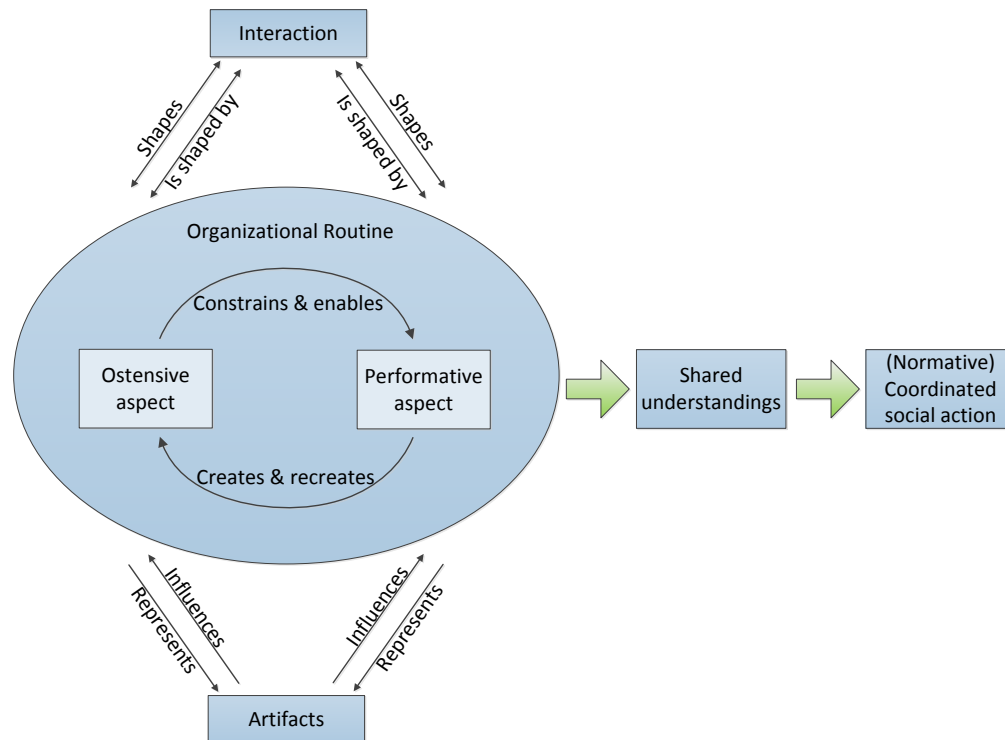 Interaction
Shapes
Is shaped by
Is shaped by
Shapes
Organizational Routine
Constrains & enables
Ostensive
aspect
Performative
aspect
Creates & recreates
Shared
understandings
(Normative)
Coordinated
social action
Represents
Influences
Influences
Represents
Artifacts